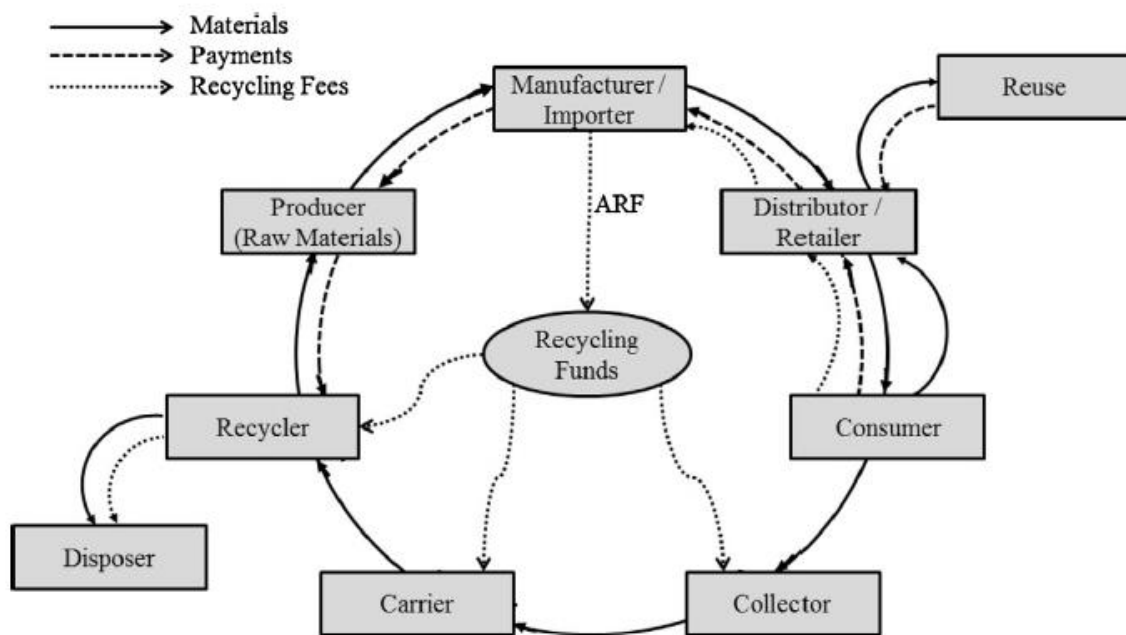 Materials
Payments
Recycling Fees
Manufacturer /
Importer
Reuse
Producer
(Raw Materials)
ARF
Distributor /
Retailer
Recycling
Funds
Recycler
Consumer
Disposer
Carrier
Collector